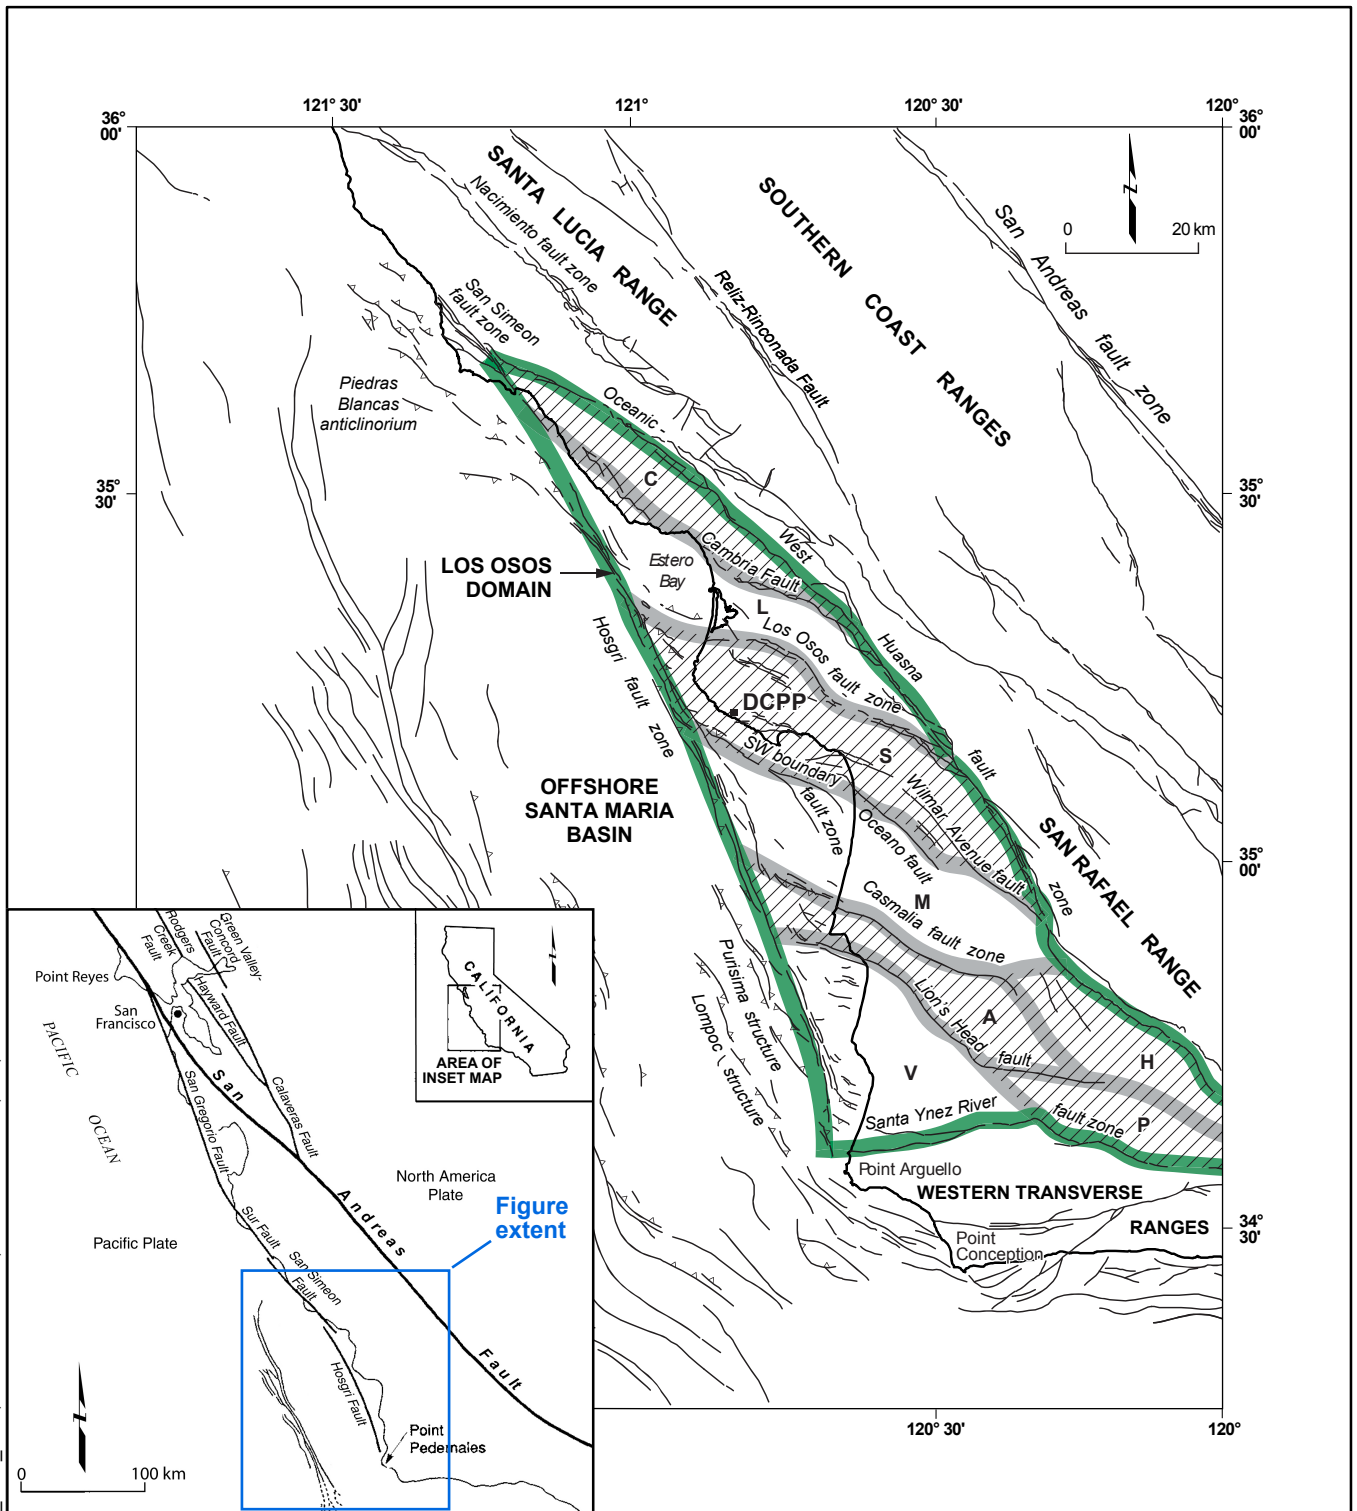 121° 30'
121°
120° 30'
120°
36°
00'
36°
00'
SANTA LUCIA RANGE
Nacimiento fault zone
SOUTHERN COAST RANGES
San Andreas fault zone
N
0
20 km
San Simeon
fault zone
Reliz-Rinconada Fault
Piedras
Blancas
anticlinorium
Oceanic
35°
30'
35°
30'
C
West
Cambria Fault
Estero
Bay
LOS OSOS
DOMAIN
L
Los Osos fault zone
Huasna
Hosgri fault zone
DCPP
S
SW boundary
fault zone
Wilmar Avenue fault
fault
zone
OFFSHORE
SANTA MARIA
BASIN
Oceano fault
SAN RAFAEL RANGE
35°
00'
M
Casmalia fault zone
Purisima structure
Lompoc structure
Lion's Head fault
A
H
V
P
Santa Ynez River
fault zone
Point Arguello
WESTERN TRANSVERSE
RANGES
Point
Conception
34°
30'
120° 30'
120°
Rodgers
Creek
Fault
Green Valley-
Concord
Fault
Point Reyes
San
Francisco
Hayward Fault
CALIFORNIA
AREA OF
INSET MAP
N
PACIFIC
OCEAN
San Gregorio Fault
Calaveras Fault
San
Andreas
Fault
North America
Plate
Figure
extent
Pacific Plate
Sur Fault
San Simeon
Fault
Hosgri Fault
Point
Pedernales
N
0
100 km